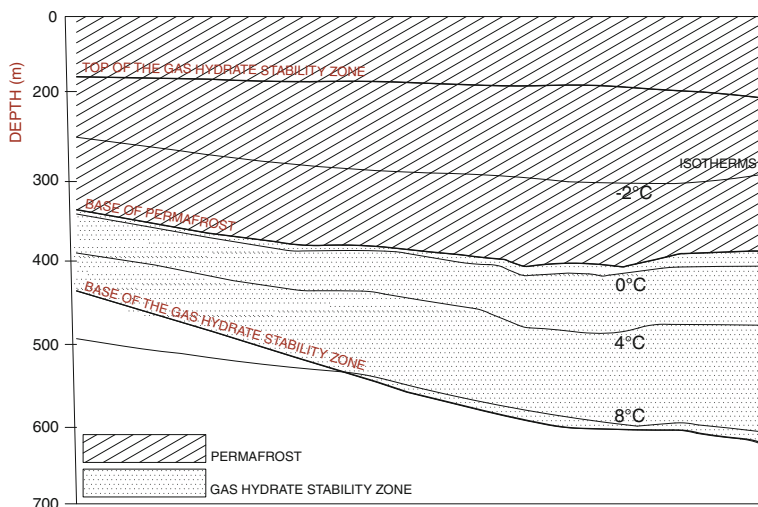 DEPTH (m)
0
200
300
400
500
600
700
TOP OF THE GAS HYDRATE STABILITY ZONE
ISOTHERMS
-2°C
BASE OF PERMAFROST
0°C
BASE OF THE GAS HYDRATE STABILITY ZONE
4°C
8°C
PERMAFROST
GAS HYDRATE STABILITY ZONE